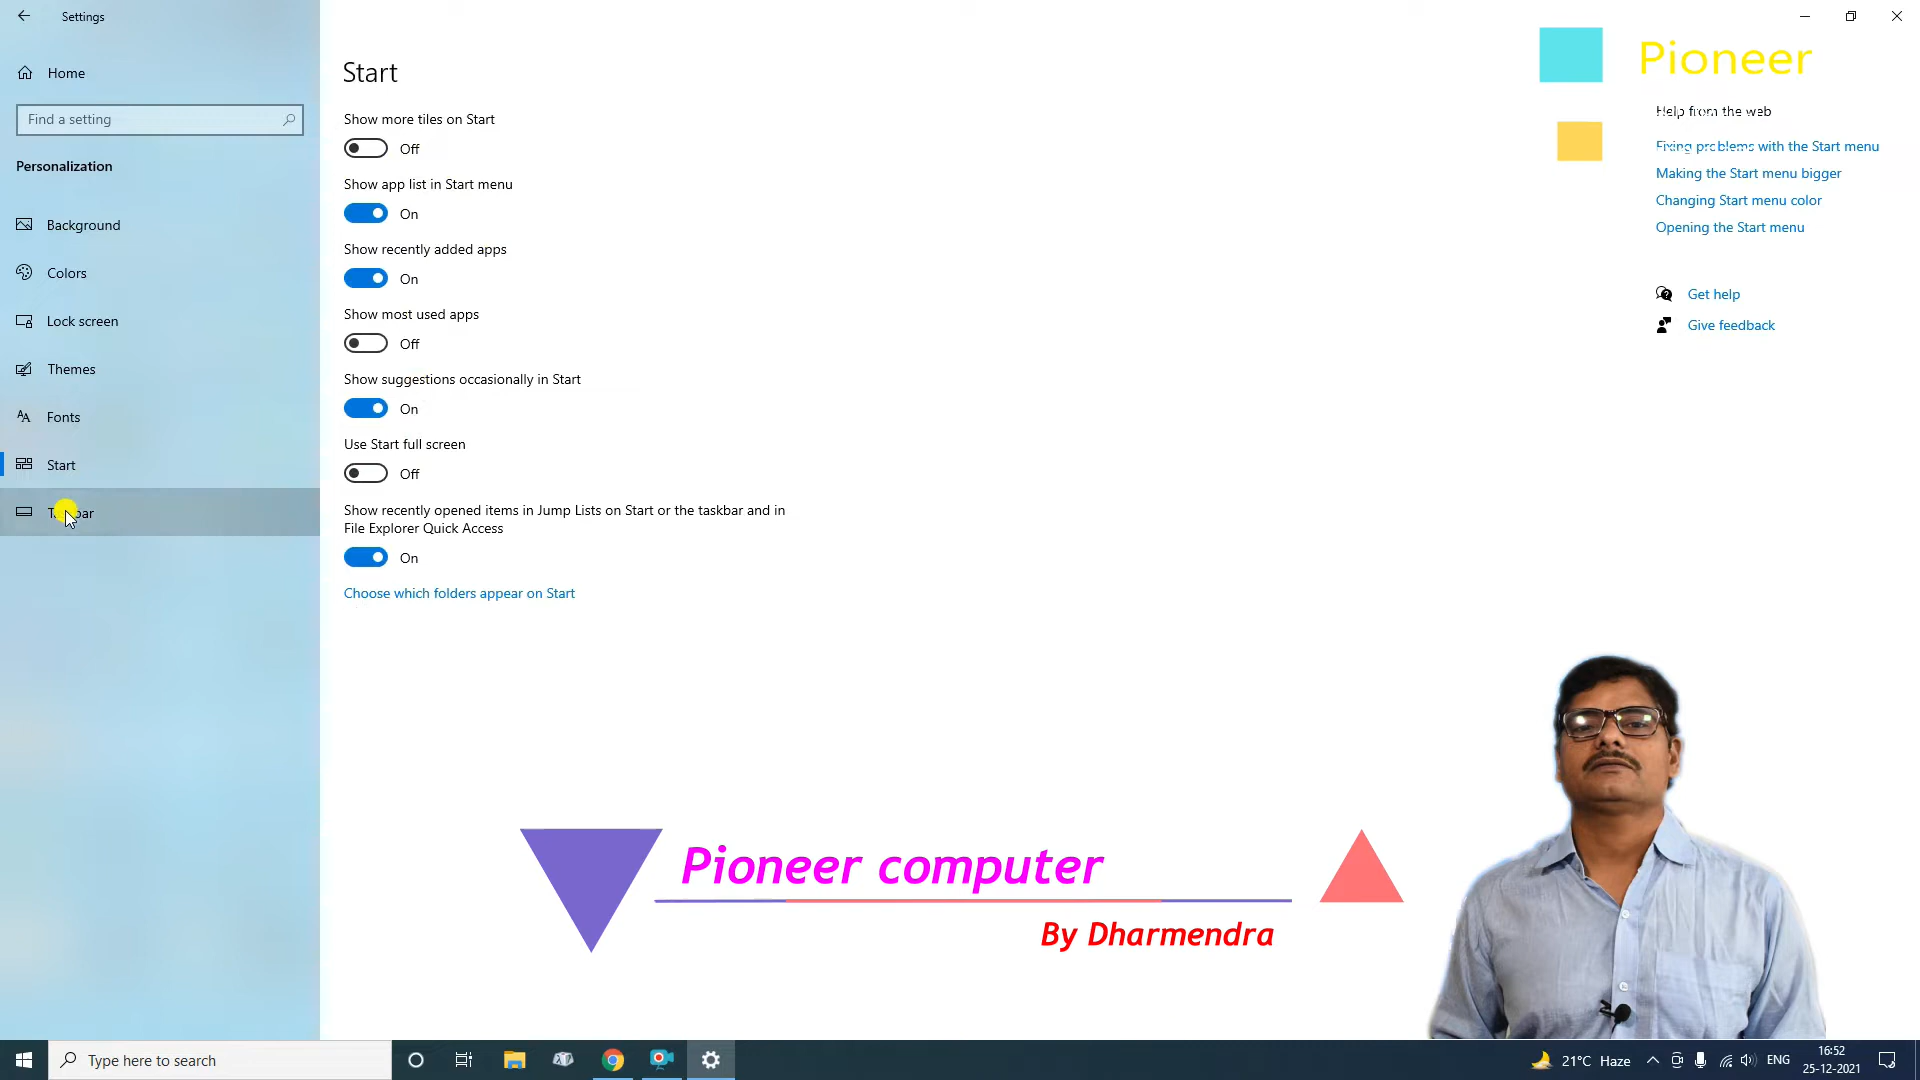 Settings
Home
Find a setting
Personalization
Background
Colors
Lock screen
Themes
Fonts
Start
Start
Show more tiles on Start
Off
Show app list in Start menu
On
Show recently added apps
On
Show most used apps
Off
Show suggestions occasionally in Start
On
Use Start full screen
Off
Show recently opened items in Jump Lists on Start or the taskbar and in
File Explorer Quick Access
On
Choose which folders appear on Start
Pioneer
Help from the web
Fixing problems with the Start menu
Making the Start menu bigger
Changing Start menu color
Opening the Start menu
Get help
Give feedback
Pioneer computer
By Dharmendra
Type here to search
21°C Haze
ENG
16:52
25-12-2021